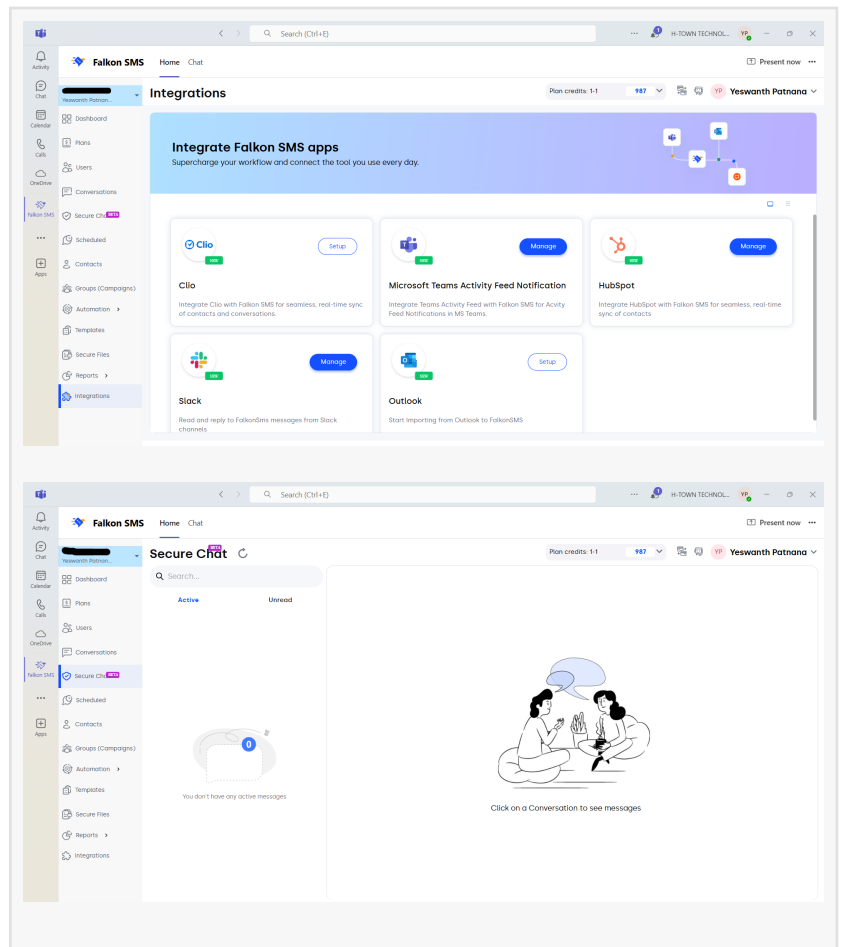 Search (Ctrl+E)
1
H-TOWN TECHNOL...
YP
Activity
Falkon SMS
Home
Chat
Present now
Chat
Yeswanth Patnan...
Integrations
Plan credits: 1-1
987
YP
Yeswanth Patnana
Calendar
Dashboard
Calls
Plans
Integrate Falkon SMS apps
Supercharge your workflow and connect the tool you use every day.
OneDrive
Users
Conversations
Falkon SMS
Secure Cha
BETA
Scheduled
Apps
Contacts
Groups (Campaigns)
Automation
Templates
Secure Files
Reports
Integrations
Clio
NEW
Setup
Clio
Integrate Clio with Falkon SMS for seamless, real-time sync
of contacts and conversations.
NEW
Manage
Microsoft Teams Activity Feed Notification
Integrate Teams Activity Feed with Falkon SMS for Acvity
Feed Notifications in MS Teams.
NEW
Manage
HubSpot
Integrate HubSpot with Falkon SMS for seamless, real-time
sync of contacts
NEW
Manage
Slack
Read and reply to FalkonSms messages from Slack
channels
NEW
Setup
Outlook
Start Importing from Outlook to FalkonSMS
Search (Ctrl+E)
1
H-TOWN TECHNOL...
YP
Activity
Falkon SMS
Home
Chat
Present now
Chat
Yeswanth Patnan...
Secure Chat
BETA
Plan credits: 1-1
987
YP
Yeswanth Patnana
Calendar
Dashboard
Calls
Plans
OneDrive
Users
Conversations
Falkon SMS
Secure Cha
BETA
Scheduled
Apps
Contacts
Groups (Campaigns)
Automation
Templates
Secure Files
Reports
Integrations
Search...
Active
Unread
0
You don't have any active messages
Click on a Conversation to see messages